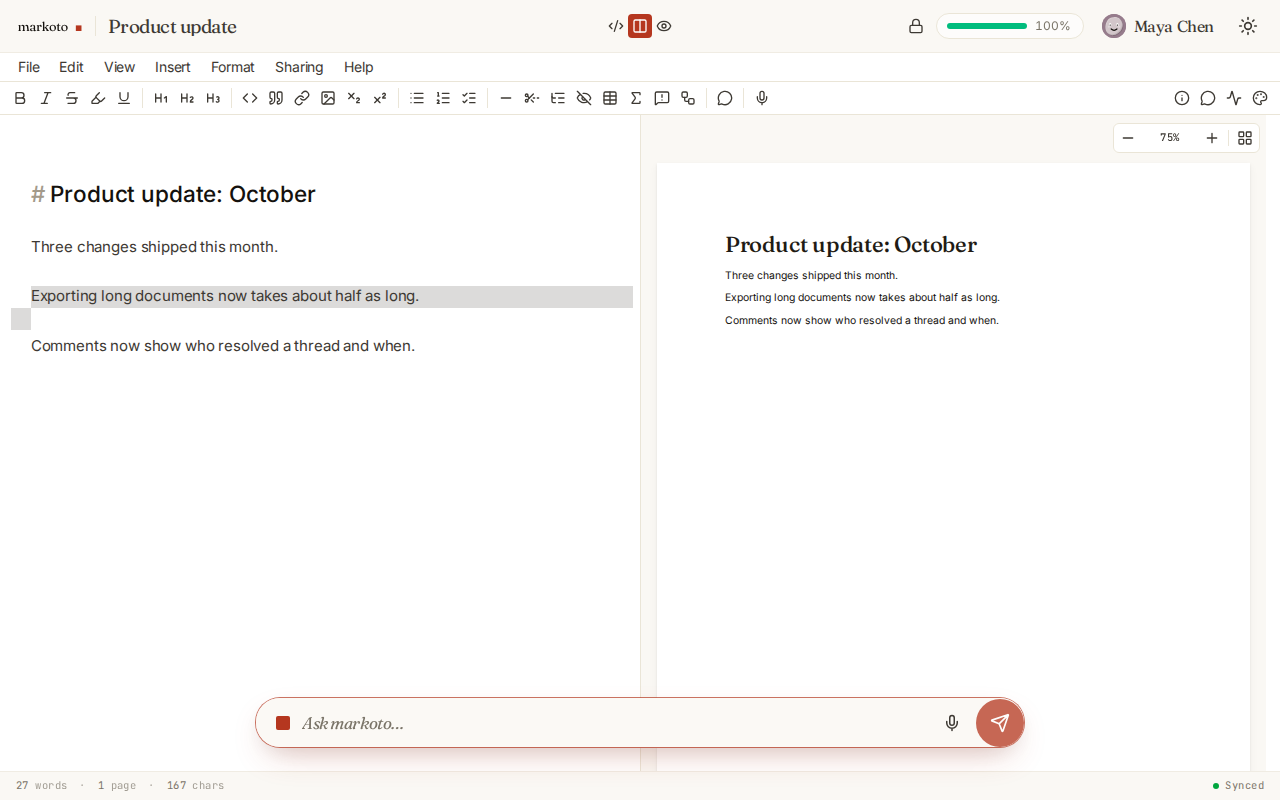 markoto
Product update
100%
Maya Chen
File Edit View Insert Format Sharing Help
H1 H2 H3
75%
# Product update: October
Three changes shipped this month.
Exporting long documents now takes about half as long.
Comments now show who resolved a thread and when.
Product update: October
Three changes shipped this month.
Exporting long documents now takes about half as long.
Comments now show who resolved a thread and when.
Ask markoto...
27 words · 1 page · 167 chars
Synced